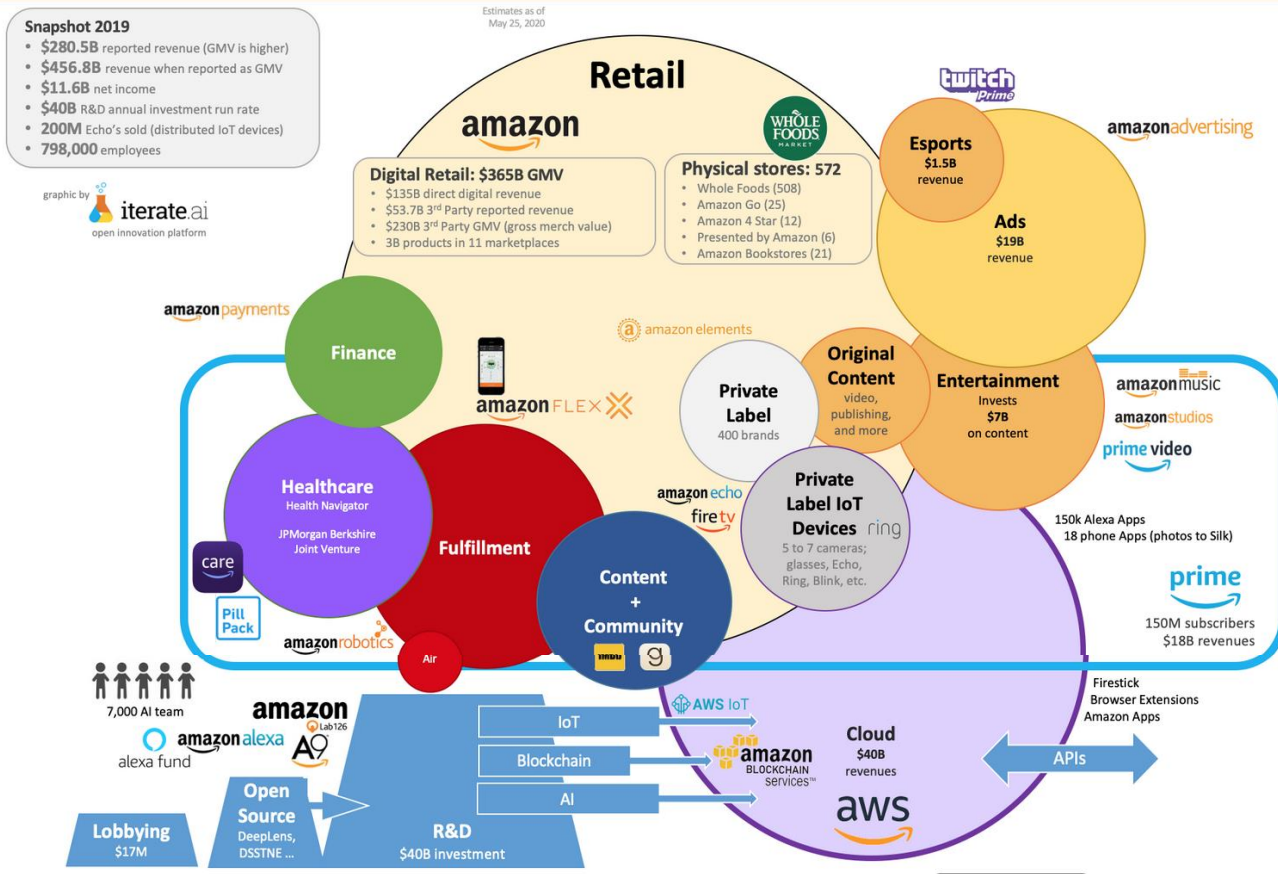 Estimates as of
May 25, 2020
Snapshot 2019
• $280.5B reported revenue (GMV is higher)
• $456.8B revenue when reported as GMV
• $11.6B net income
• $40B R&D annual investment run rate
• 200M Echo's sold (distributed IoT devices)
• 798,000 employees
graphic by
iterate.ai
open innovation platform
Retail
amazon
WHOLE
FOODS
MARKET
Digital Retail: $365B GMV
• $135B direct digital revenue
• $53.7B 3rd Party reported revenue
• $230B 3rd Party GMV (gross merch value)
• 3B products in 11 marketplaces
Physical stores: 572
• Whole Foods (508)
• Amazon Go (25)
• Amazon 4 Star (12)
• Presented by Amazon (6)
• Amazon Bookstores (21)
twitch
Prime
Esports
$1.5B
revenue
amazonadvertising
Ads
$19B
revenue
amazonpayments
Finance
amazon FLEX
a amazon elements
Private
Label
400 brands
Original
Content
video,
publishing,
and more
Entertainment
Invests
$7B
on content
amazonmusic
amazonstudios
prime video
Healthcare
Health Navigator
JPMorgan Berkshire
Joint Venture
care
Pill
Pack
Fulfillment
amazonrobotics
Air
Content
+
Community
g
amazon echo
firetv
Private
Label IoT
Devices
ring
5 to 7 cameras;
glasses, Echo,
Ring, Blink, etc.
150k Alexa Apps
18 phone Apps (photos to Silk)
prime
150M subscribers
$18B revenues
Firestick
Browser Extensions
Amazon Apps
APIs
7,000 AI team
alexa fund
amazon alexa
amazon
Lab126
A9
Lobbying
$17M
Open
Source
DeepLens,
DSSTNE ...
R&D
$40B investment
IoT
Blockchain
AI
AWS IoT
amazon
BLOCKCHAIN
services™
Cloud
$40B
revenues
aws